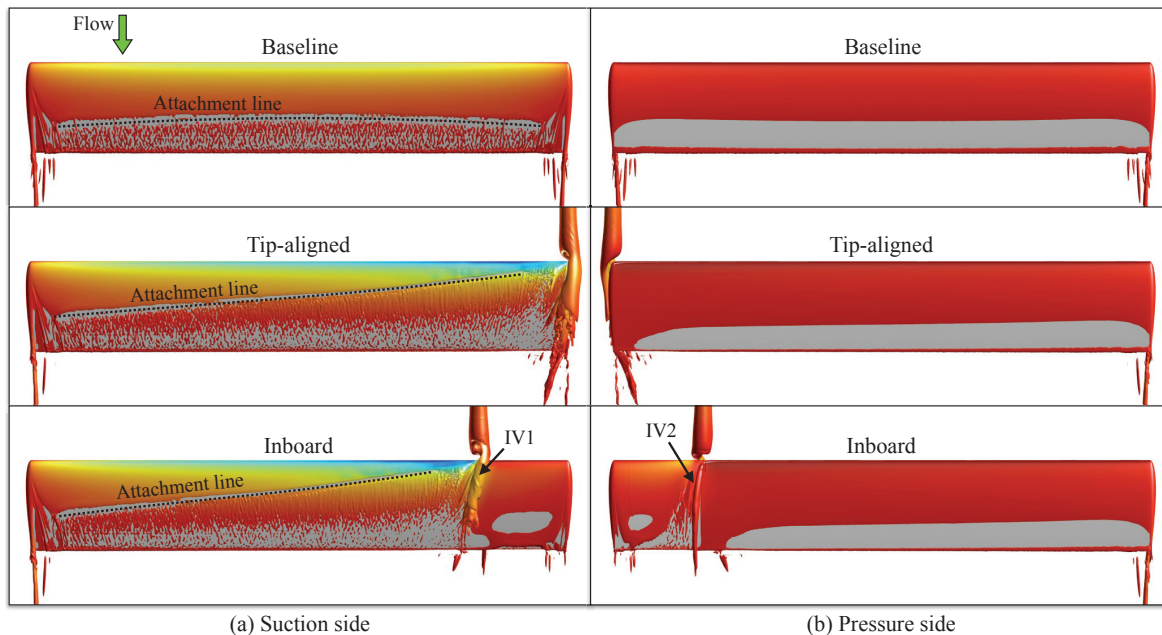 Flow
Baseline
Attachment line
Baseline
Tip-aligned
Attachment line
Tip-aligned
Inboard
IV1
Attachment line
Inboard
IV2
(a) Suction side
(b) Pressure side